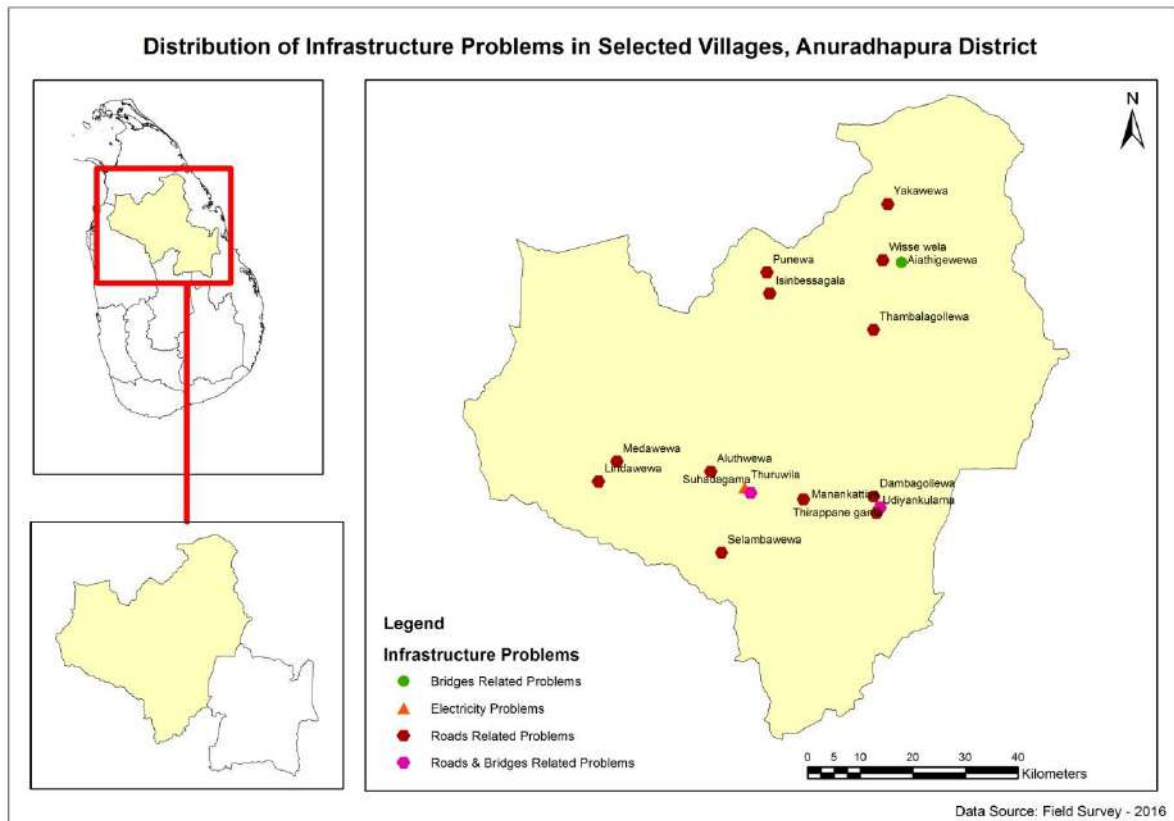 Distribution of Infrastructure Problems in Selected Villages, Anuradhapura District
N
Yakawewa
Wisse wela
Aiathigewewa
Punewa
Isinbessagala
Thambalagollewa
Medawewa
Lindawewa
Aluthwewa
Suhadagama
Thuruwila
Manankattiya
Dambagollewa
Udiyankulama
Thirappane gama
Selambawewa
Legend
Infrastructure Problems
Bridges Related Problems
Electricity Problems
Roads Related Problems
Roads & Bridges Related Problems
0 5 10 20 30 40
Kilometers
Data Source: Field Survey - 2016